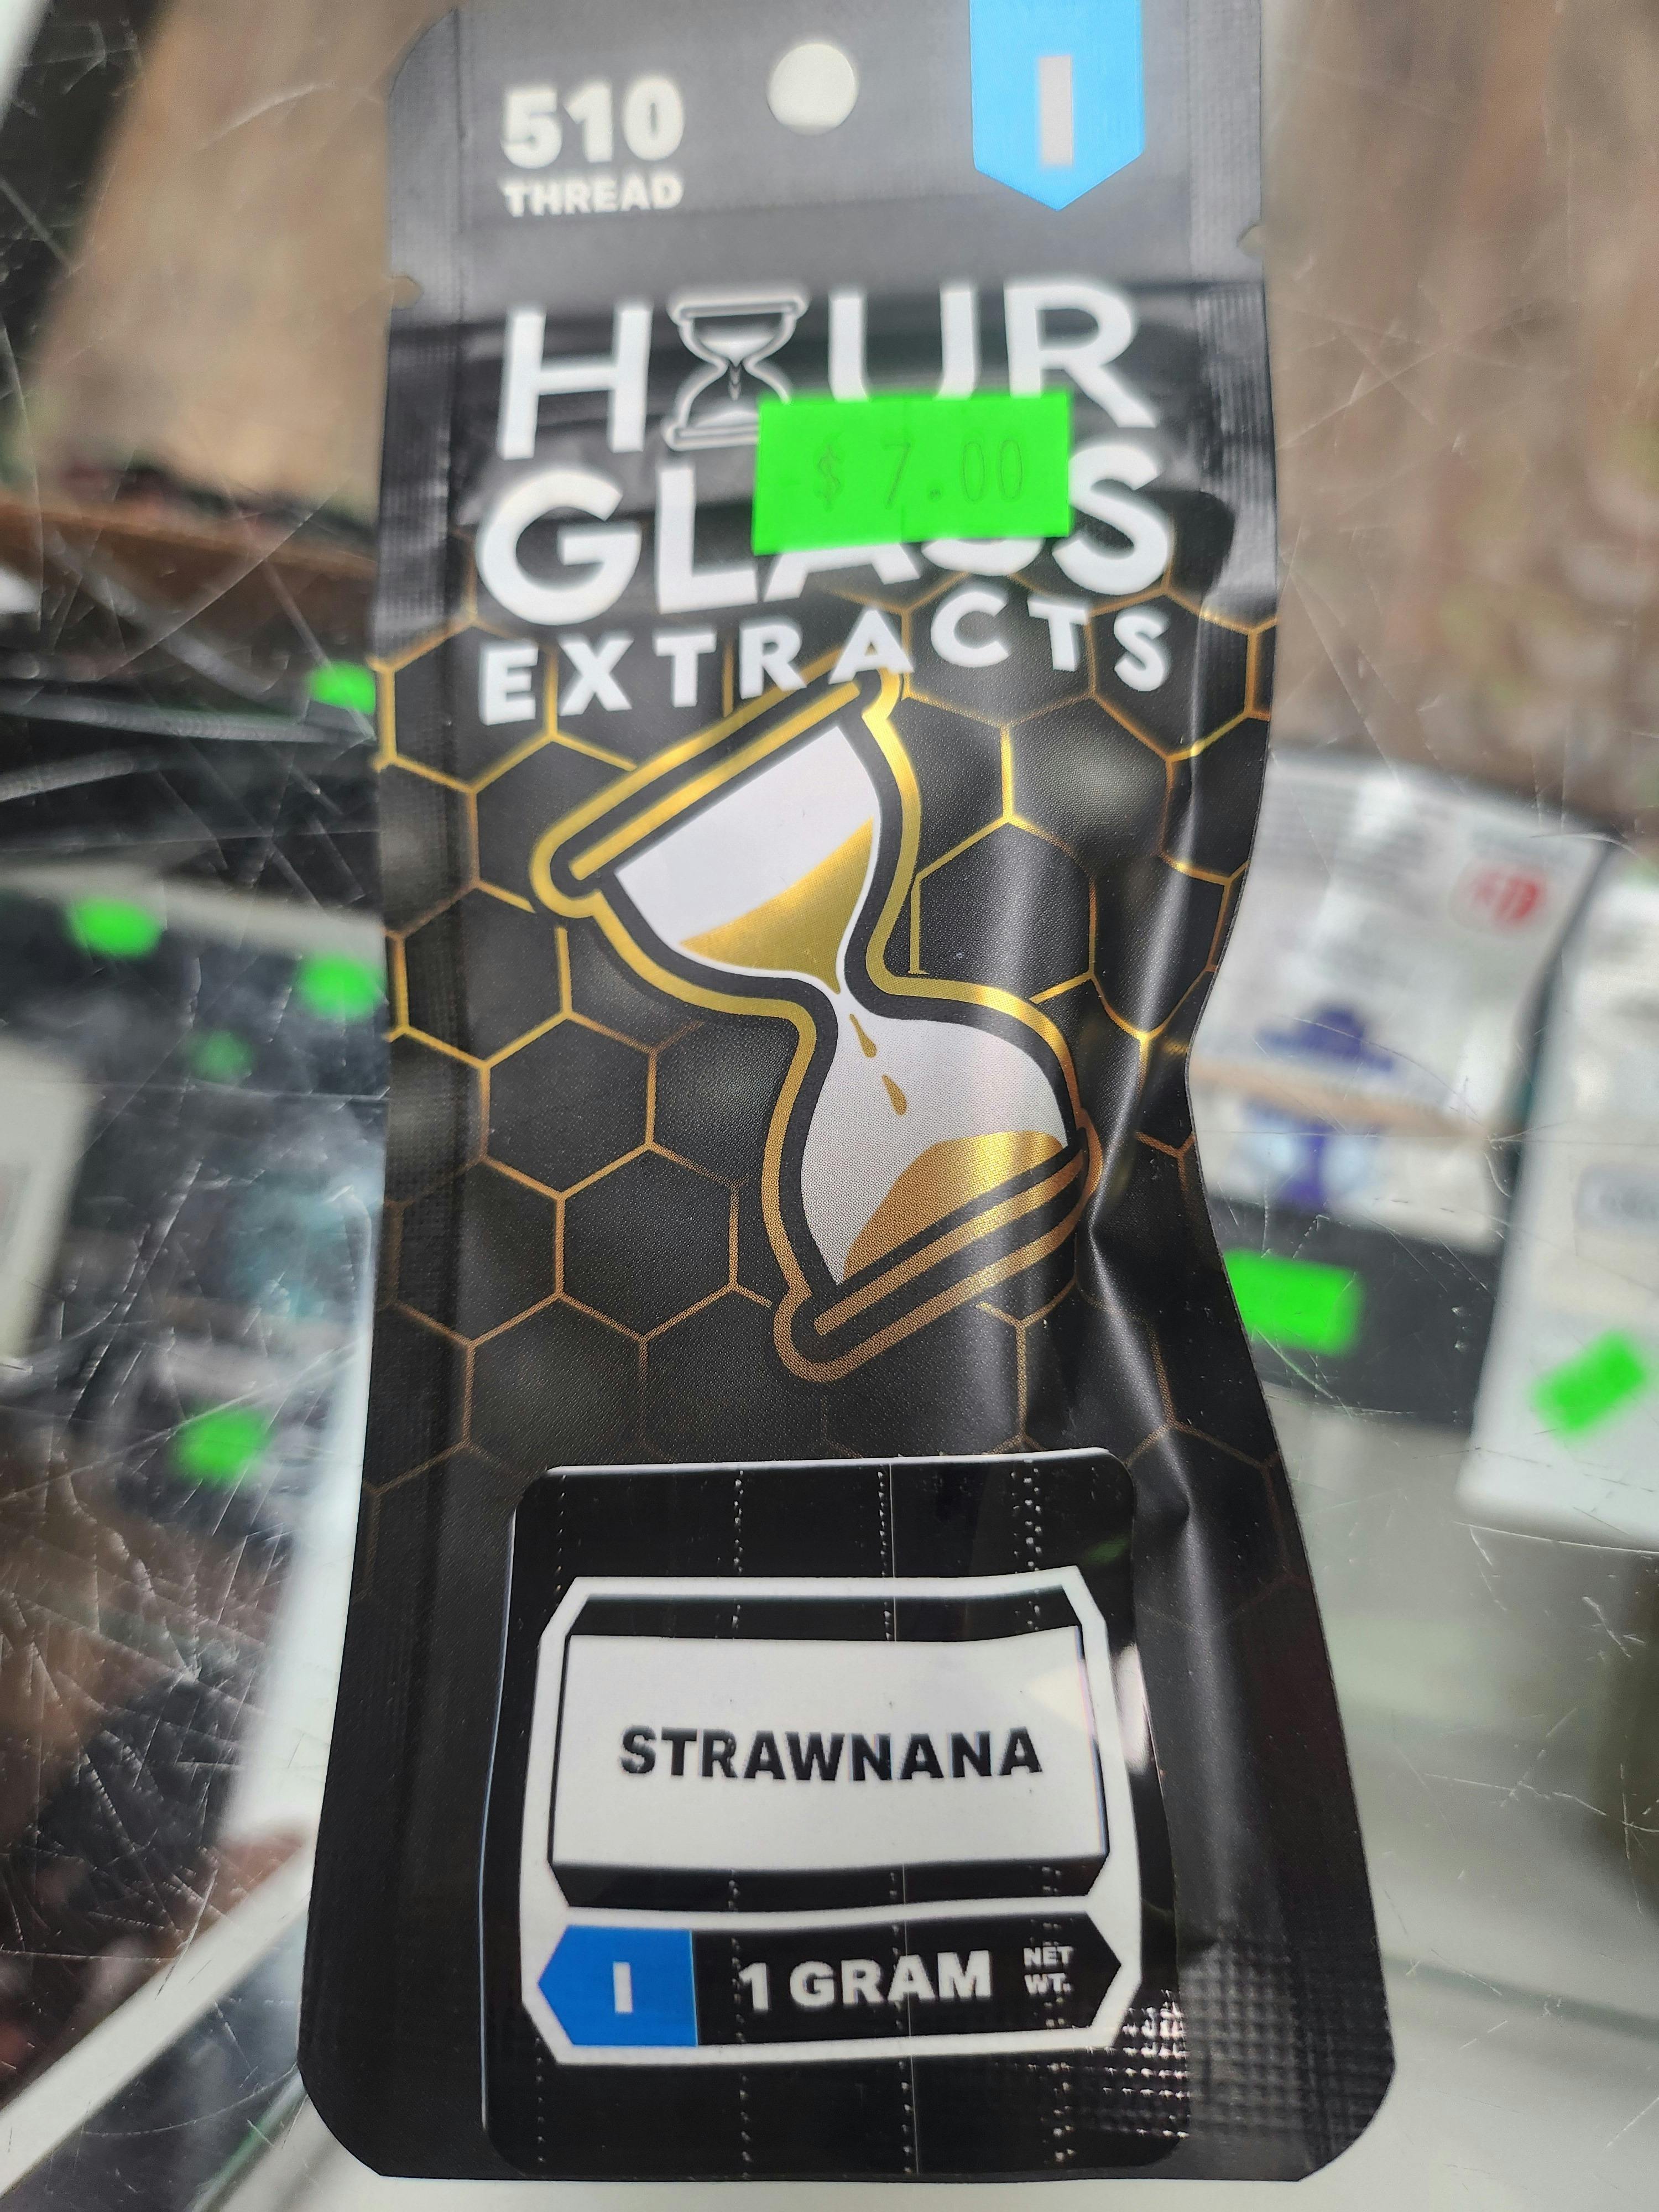 510
THREAD
I
HOUR
$ 7.00
GLASS
EXTRACTS
STRAWNANA
I 1 GRAM NET WT.